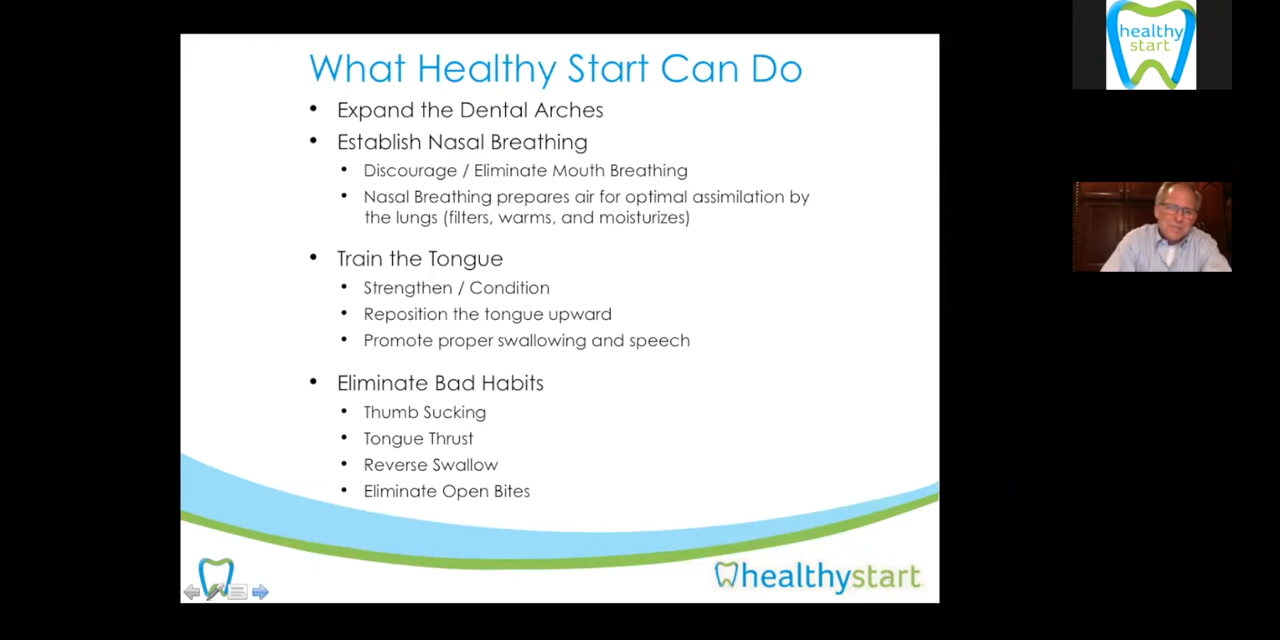 What Healthy Start Can Do
• Expand the Dental Arches
• Establish Nasal Breathing
• Discourage / Eliminate Mouth Breathing
• Nasal Breathing prepares air for optimal assimilation by
the lungs (filters, warms, and moisturizes)
• Train the Tongue
• Strengthen / Condition
• Reposition the tongue upward
• Promote proper swallowing and speech
• Eliminate Bad Habits
• Thumb Sucking
• Tongue Thrust
• Reverse Swallow
• Eliminate Open Bites
healthystart
healthy
start